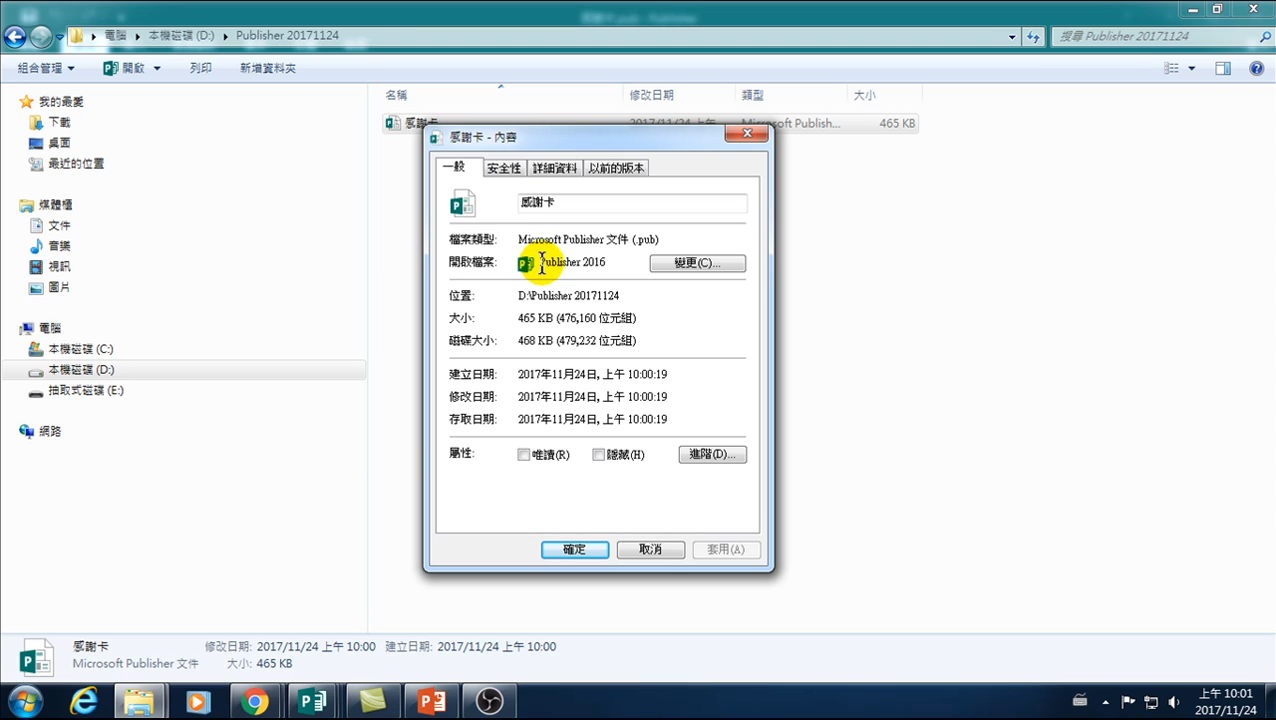 電腦 本機磁碟 (D:) Publisher 20171124
搜尋 Publisher 20171124
組合管理 開啟 列印 新增資料夾
我的最愛
下載
桌面
最近的位置
媒體櫃
文件
音樂
視訊
圖片
電腦
本機磁碟 (C:)
本機磁碟 (D:)
抽取式磁碟 (E:)
網路
名稱 修改日期 類型 大小
感謝卡 2017/11/24 上午 Microsoft Publish... 465 KB
感謝卡 - 內容
一般 安全性 詳細資料 以前的版本
感謝卡
檔案類型: Microsoft Publisher 文件 (.pub)
開啟檔案: Publisher 2016 變更(C)...
位置: D:\Publisher 20171124
大小: 465 KB (476,160 位元組)
磁碟大小: 468 KB (479,232 位元組)
建立日期: 2017年11月24日, 上午 10:00:19
修改日期: 2017年11月24日, 上午 10:00:19
存取日期: 2017年11月24日, 上午 10:00:19
屬性: 唯讀(R) 隱藏(H) 進階(D)...
確定 取消 套用(A)
感謝卡 修改日期: 2017/11/24 上午 10:00 建立日期: 2017/11/24 上午 10:00
Microsoft Publisher 文件 大小: 465 KB
上午 10:01
2017/11/24